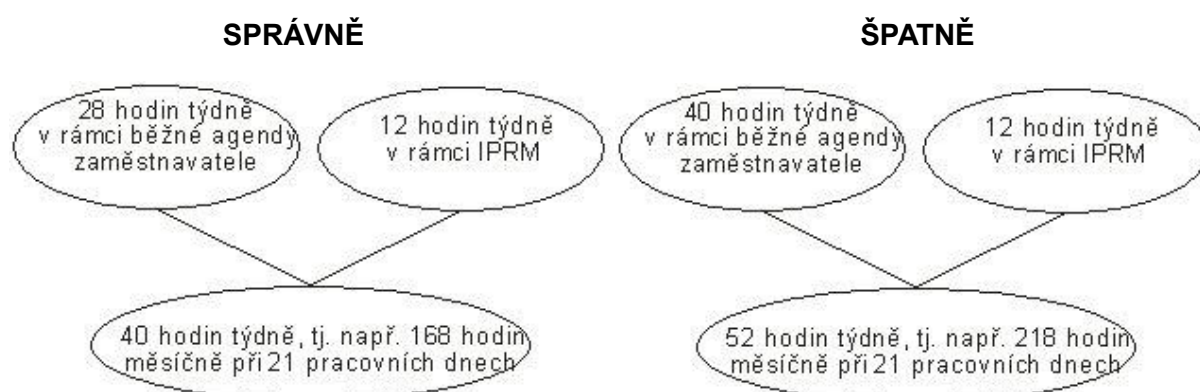 SPRÁVNĚ
28 hodin týdně
v rámci běžné agendy
zaměstnavatele
12 hodin týdně
v rámci IPRM
40 hodin týdně, tj. např. 168 hodin
měsíčně při 21 pracovních dnech
ŠPATNĚ
40 hodin týdně
v rámci běžné agendy
zaměstnavatele
12 hodin týdně
v rámci IPRM
52 hodin týdně, tj. např. 218 hodin
měsíčně při 21 pracovních dnech